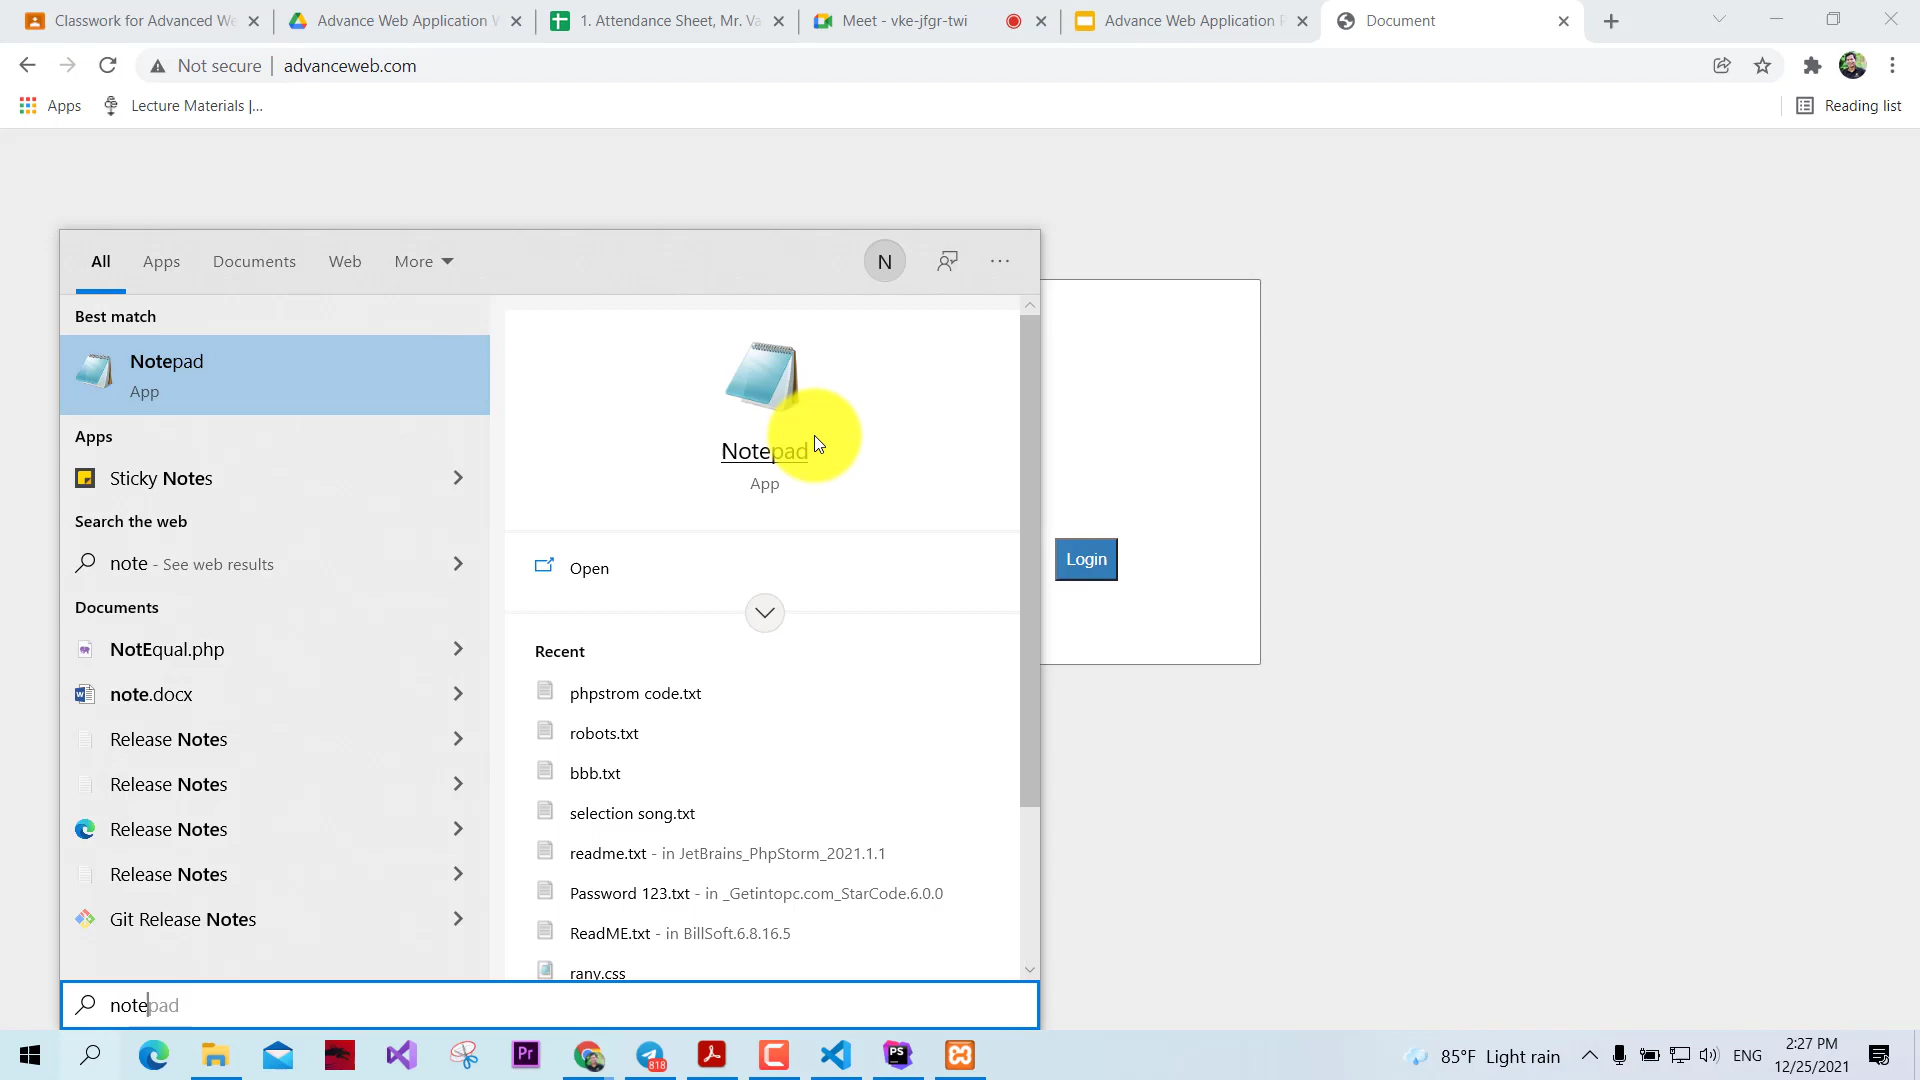 Classwork for Advanced We
Advance Web Application W
1. Attendance Sheet, Mr. Va
Meet - vke-jfgr-twi
Advance Web Application P
Document
Not secure
advanceweb.com
Apps
Lecture Materials |...
Reading list
All
Apps
Documents
Web
More
N
Best match
Notepad
App
Apps
Sticky Notes
Search the web
note - See web results
Documents
NotEqual.php
note.docx
Release Notes
Release Notes
Release Notes
Release Notes
Git Release Notes
Notepad
App
Open
Recent
phpstrom code.txt
robots.txt
bbb.txt
selection song.txt
readme.txt - in JetBrains_PhpStorm_2021.1.1
Password 123.txt - in _Getintopc.com_StarCode.6.0.0
ReadME.txt - in BillSoft.6.8.16.5
rany.css
Login
notepad
Pr
818
PS
85°F Light rain
ENG
2:27 PM
12/25/2021